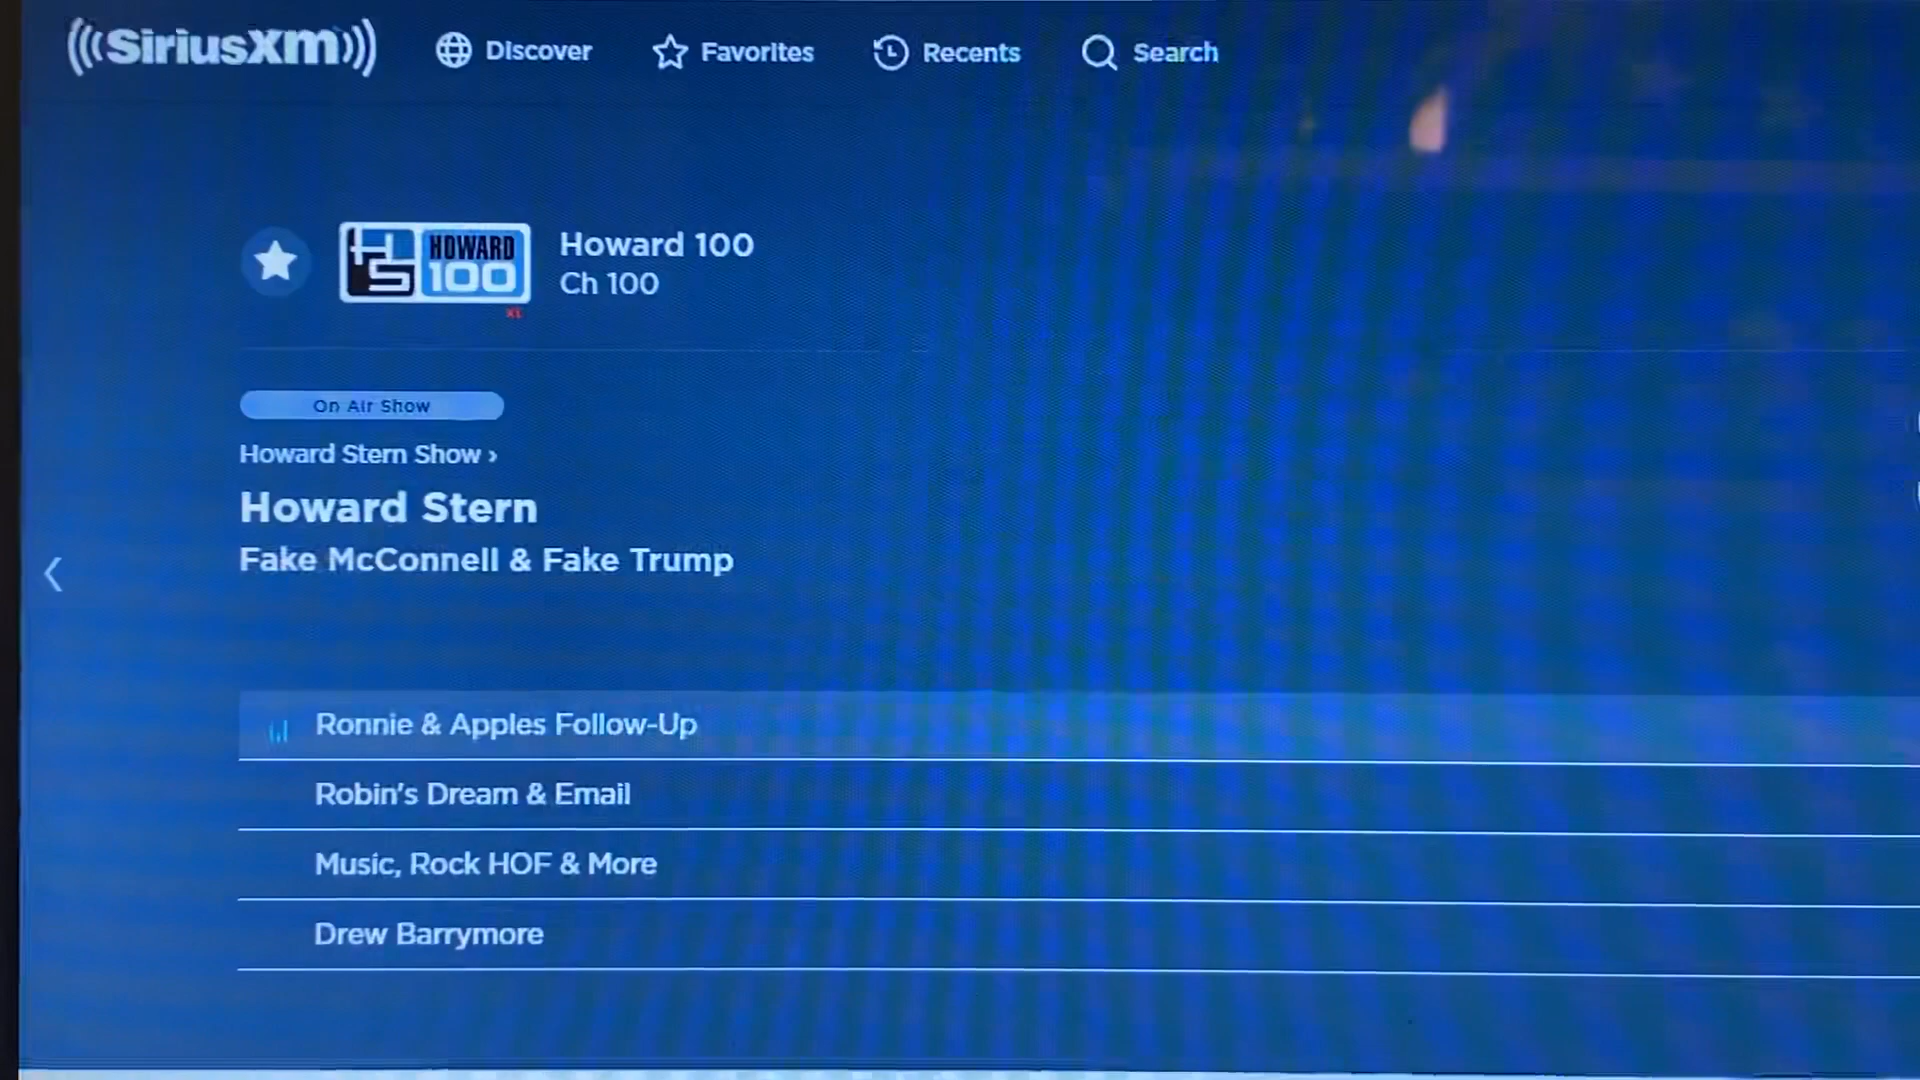 SiriusXM
Discover
Favorites
Recents
Search
HOWARD
100
XL
Howard 100
Ch 100
On Air Show
Howard Stern Show ›
Howard Stern
Fake McConnell & Fake Trump
Ronnie & Apples Follow-Up
Robin's Dream & Email
Music, Rock HOF & More
Drew Barrymore